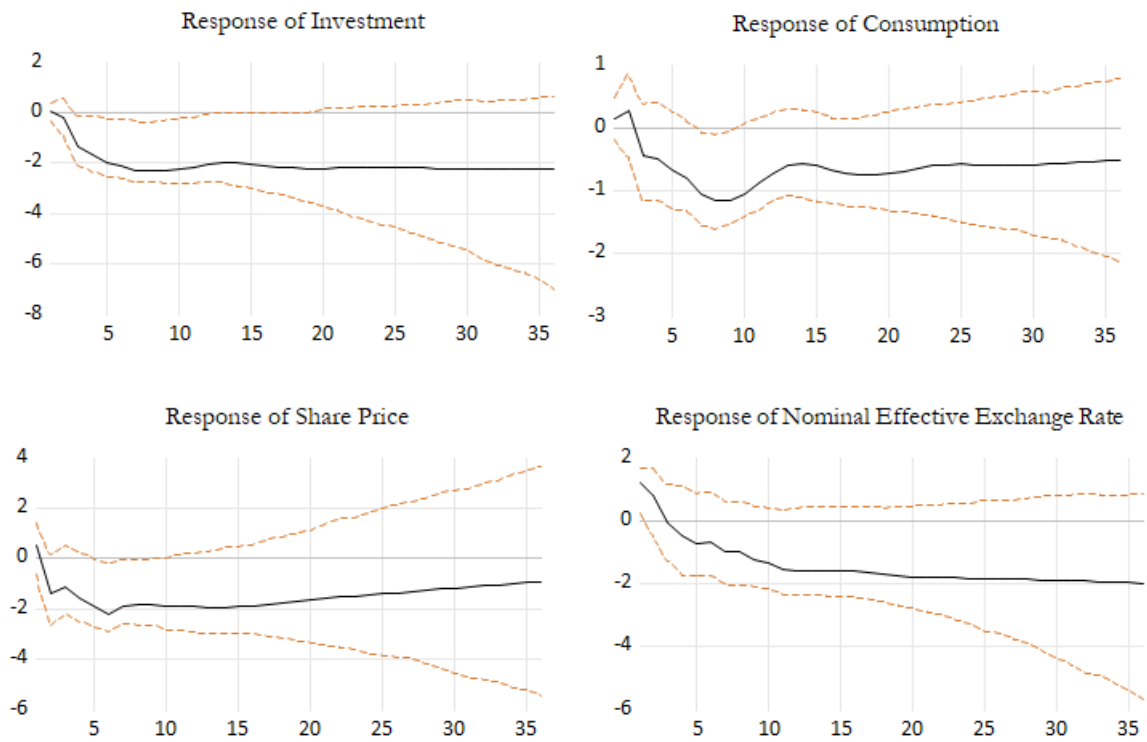 Response of Investment
2
0
-2
-4
-6
-8
5 10 15 20 25 30 35
Response of Consumption
1
0
-1
-2
-3
5 10 15 20 25 30 35
Response of Share Price
4
2
0
-2
-4
-6
5 10 15 20 25 30 35
Response of Nominal Effective Exchange Rate
2
0
-2
-4
-6
5 10 15 20 25 30 35